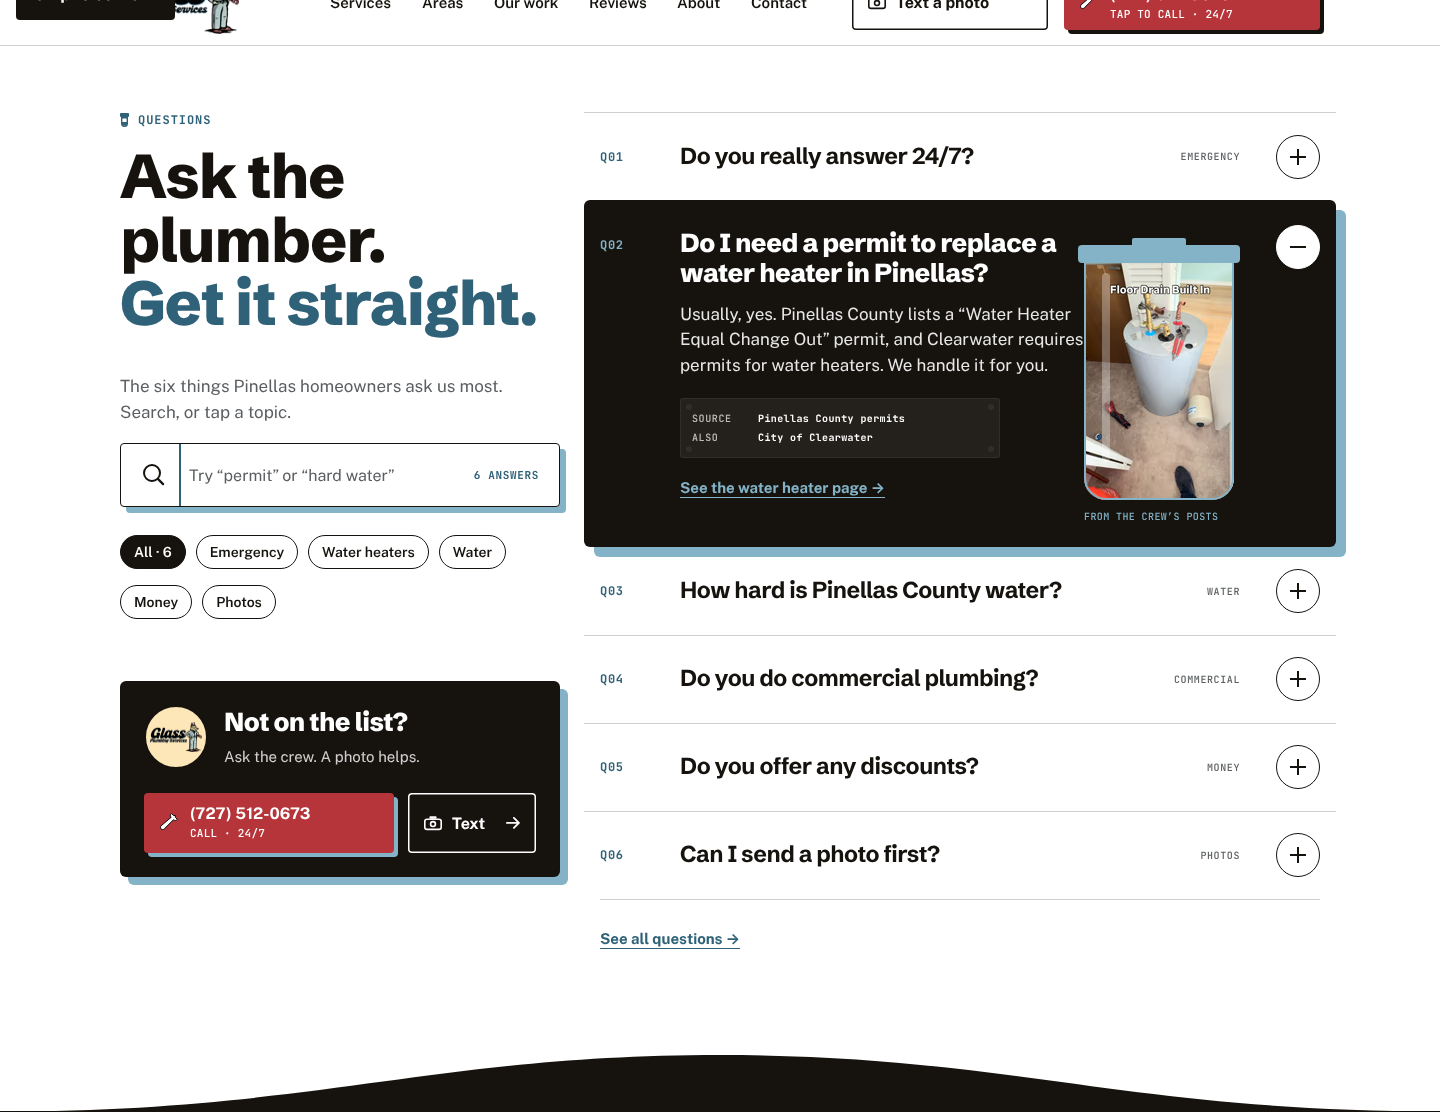 Services Areas Our work Reviews About Contact
Text a photo
TAP TO CALL · 24/7
QUESTIONS
Ask the
plumber.
Get it straight.
The six things Pinellas homeowners ask us most.
Search, or tap a topic.
Try “permit” or “hard water”
6 ANSWERS
All · 6
Emergency
Water heaters
Water
Money
Photos
Glass
Not on the list?
Ask the crew. A photo helps.
(727) 512-0673
CALL · 24/7
Text →
Q01
Do you really answer 24/7?
EMERGENCY
Q02
Do I need a permit to replace a
water heater in Pinellas?
Usually, yes. Pinellas County lists a “Water Heater
Equal Change Out” permit, and Clearwater requires
permits for water heaters. We handle it for you.
SOURCE Pinellas County permits
ALSO City of Clearwater
See the water heater page →
Floor Drain Built In
FROM THE CREW’S POSTS
Q03
How hard is Pinellas County water?
WATER
Q04
Do you do commercial plumbing?
COMMERCIAL
Q05
Do you offer any discounts?
MONEY
Q06
Can I send a photo first?
PHOTOS
See all questions →